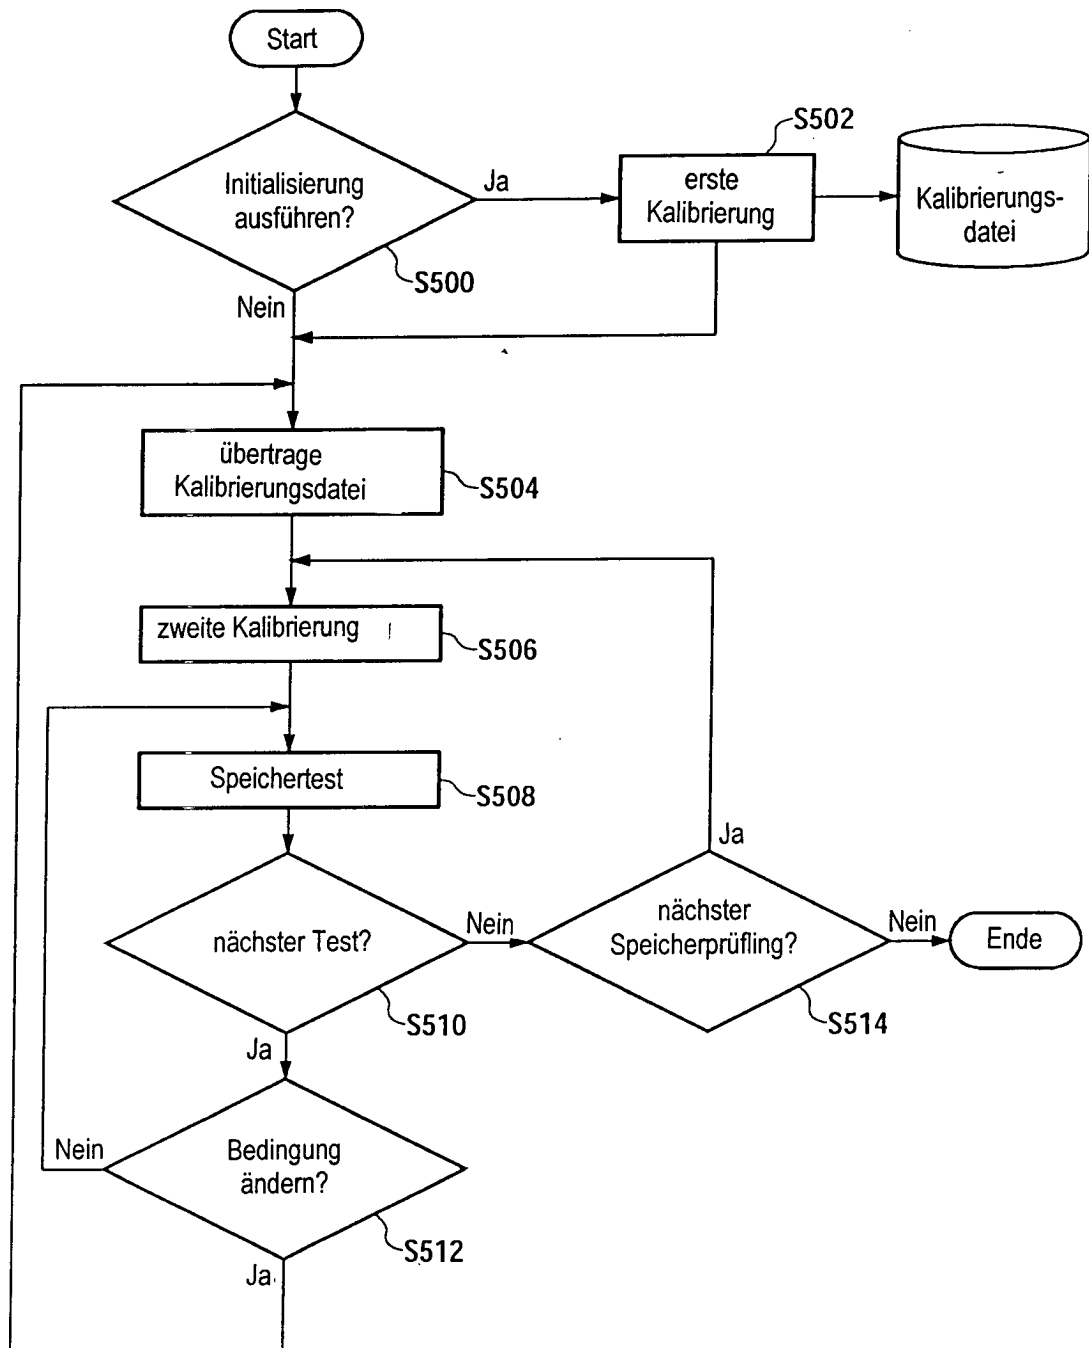 Start
S502
Initialisierung
ausführen?
Ja
erste
Kalibrierung
Kalibrierungs-
datei
S500
Nein
übertrage
Kalibrierungsdatei
S504
zweite Kalibrierung
S506
Speichertest
S508
Ja
nächster Test?
Nein
nächster
Speicherprüfling?
Nein
Ende
S510
S514
Ja
Nein
Bedingung
ändern?
S512
Ja